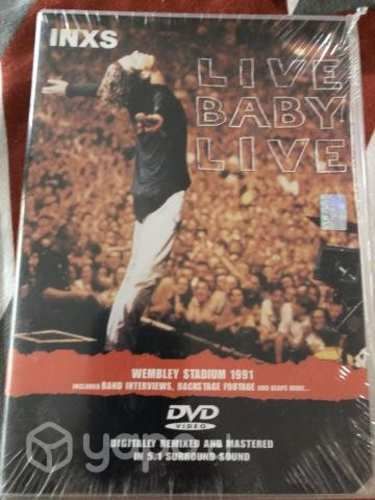 INXS
LIVE
BABY
LIVE
WEMBLEY STADIUM 1991
INCLUDES BAND INTERVIEWS, BACKSTAGE FOOTAGE AND HEAPS MORE...
DVD
VIDEO
DIGITALLY REMIXED AND MASTERED
IN 5.1 SURROUND SOUND